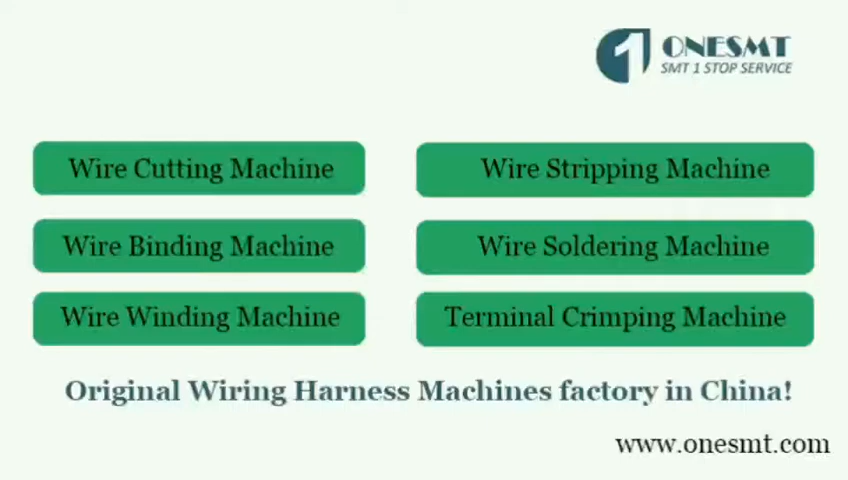 ONESMT
SMT 1 STOP SERVICE
Wire Cutting Machine
Wire Stripping Machine
Wire Binding Machine
Wire Soldering Machine
Wire Winding Machine
Terminal Crimping Machine
Original Wiring Harness Machines factory in China!
www.onesmt.com